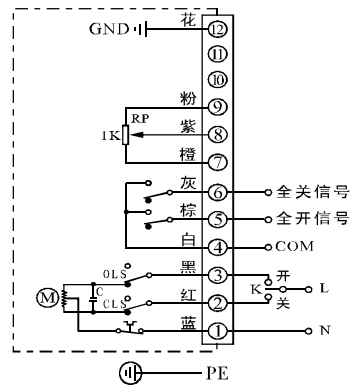 花
GND 12
11
10
粉 9
RP 紫 8
1K 橙 7
灰 6 全关信号
棕 5 全开信号
白 4 COM
OLS 黑 3 开
M C K L
CLS 红 2 关
蓝 1 N
PE